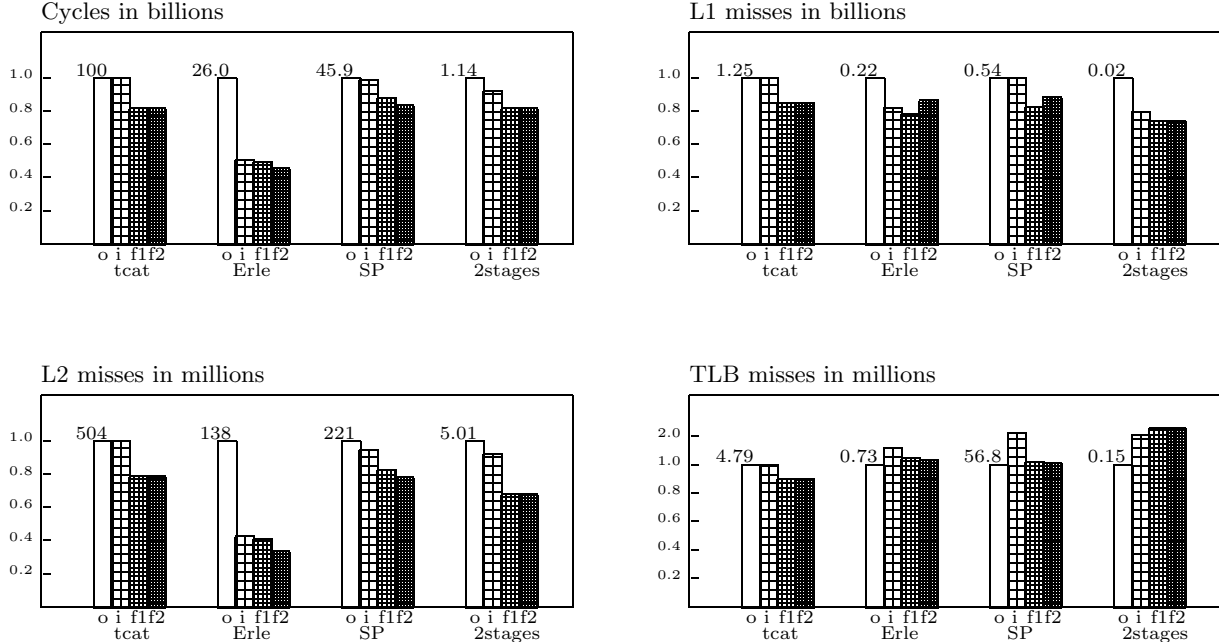 Cycles in billions
100 26.0 45.9 1.14
1.0
0.8
0.6
0.4
0.2
o i f1f2 o i f1f2 o i f1f2 o i f1f2
tcat Erle SP 2stages
L1 misses in billions
1.25 0.22 0.54 0.02
1.0
0.8
0.6
0.4
0.2
o i f1f2 o i f1f2 o i f1f2 o i f1f2
tcat Erle SP 2stages
L2 misses in millions
504 138 221 5.01
1.0
0.8
0.6
0.4
0.2
o i f1f2 o i f1f2 o i f1f2 o i f1f2
tcat Erle SP 2stages
TLB misses in millions
2.0
4.79 0.73 56.8 0.15
1.0
0.8
0.6
0.4
0.2
o i f1f2 o i f1f2 o i f1f2 o i f1f2
tcat Erle SP 2stages